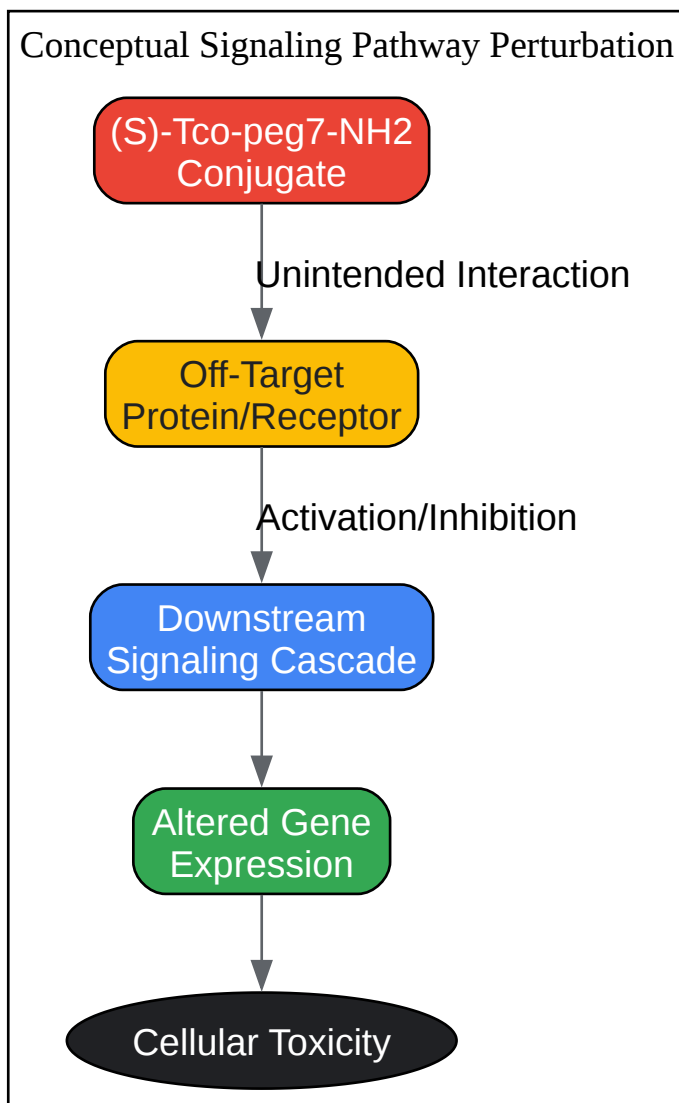 Conceptual Signaling Pathway Perturbation
(S)-Tco-peg7-NH2
Conjugate
Unintended Interaction
Off-Target
Protein/Receptor
Activation/Inhibition
Downstream
Signaling Cascade
Altered Gene
Expression
Cellular Toxicity